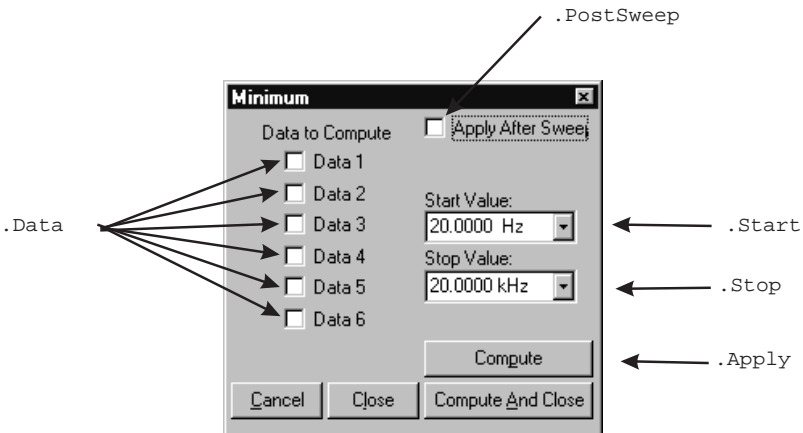 .PostSweep
Minimum
Data to Compute
Apply After Swee
Data 1
Data 2
Data 3
Data 4
Data 5
Data 6
.Data
Start Value:
20.0000 Hz
.Start
Stop Value:
20.0000 kHz
.Stop
Compute
.Apply
Cancel
Close
Compute And Close